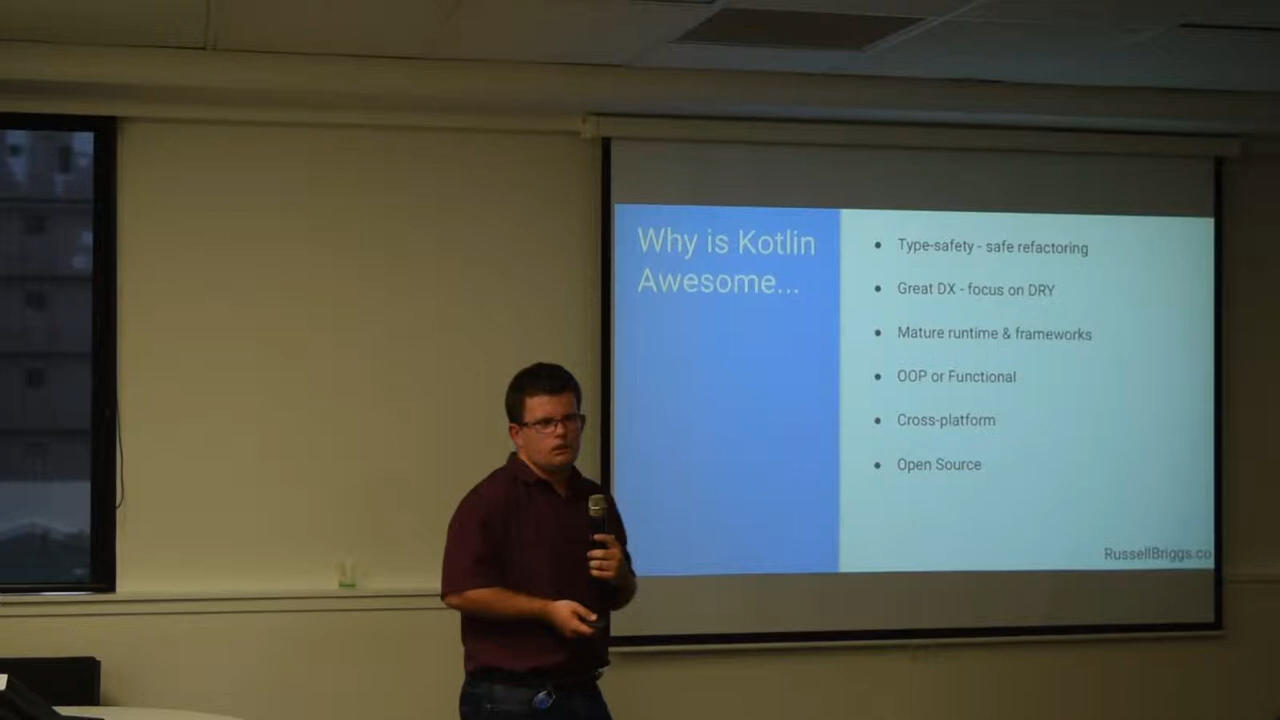 Why is Kotlin
Awesome...
● Type-safety - safe refactoring
● Great DX - focus on DRY
● Mature runtime & frameworks
● OOP or Functional
● Cross-platform
● Open Source
RussellBriggs.co